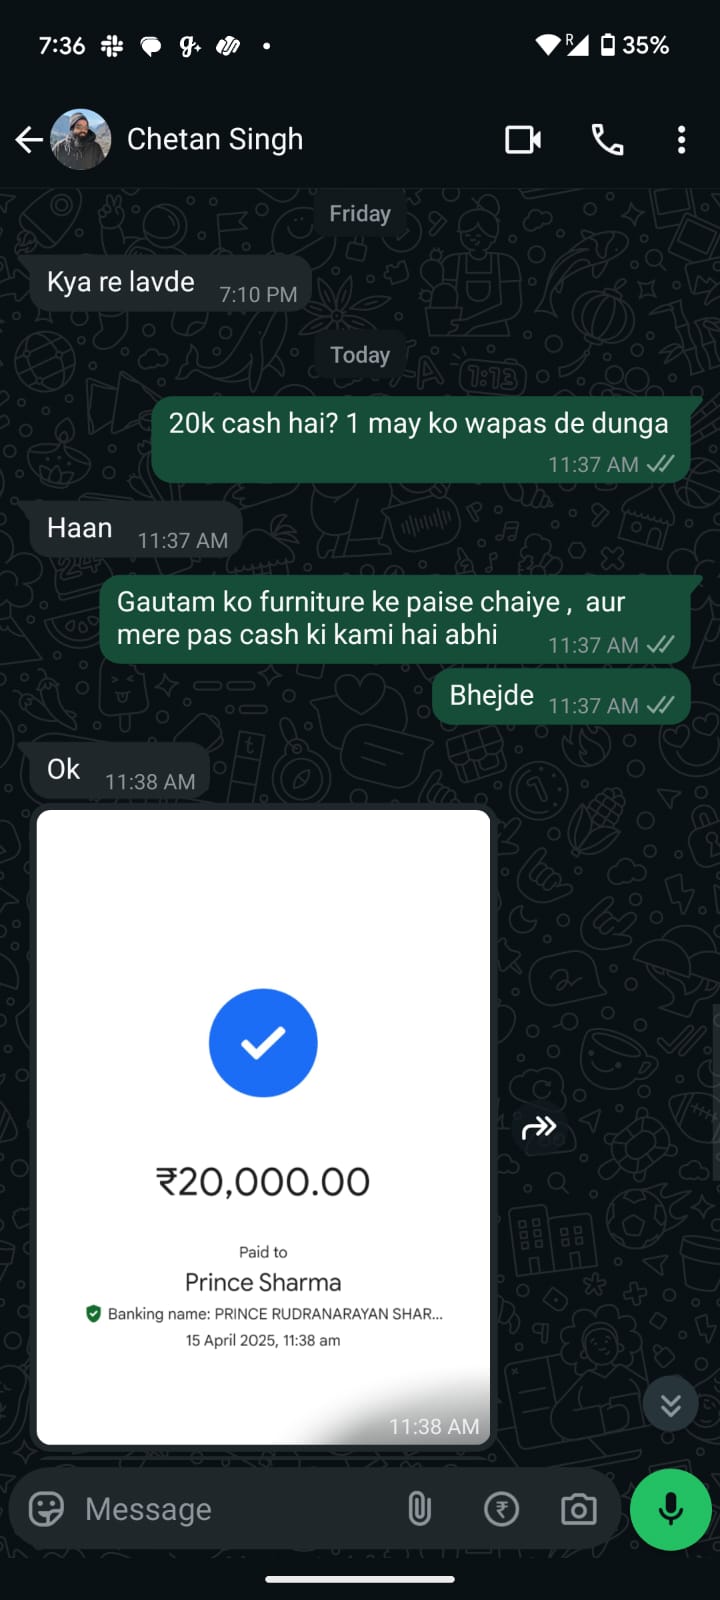 7:36
35%
Chetan Singh
Friday
Kya re lavde 7:10 PM
Today
20k cash hai? 1 may ko wapas de dunga
11:37 AM
Haan 11:37 AM
Gautam ko furniture ke paise chaiye , aur
mere pas cash ki kami hai abhi 11:37 AM
Bhejde 11:37 AM
Ok 11:38 AM
₹20,000.00
Paid to
Prince Sharma
Banking name: PRINCE RUDRANARAYAN SHAR...
15 April 2025, 11:38 am
11:38 AM
Message